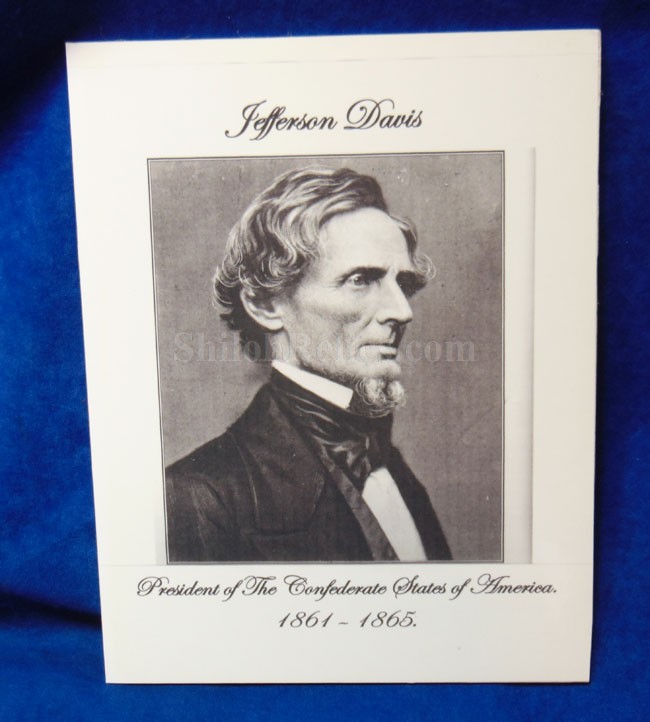 Jefferson Davis
ShilohRelics.com
President of The Confederate States of America.
1861 - 1865.